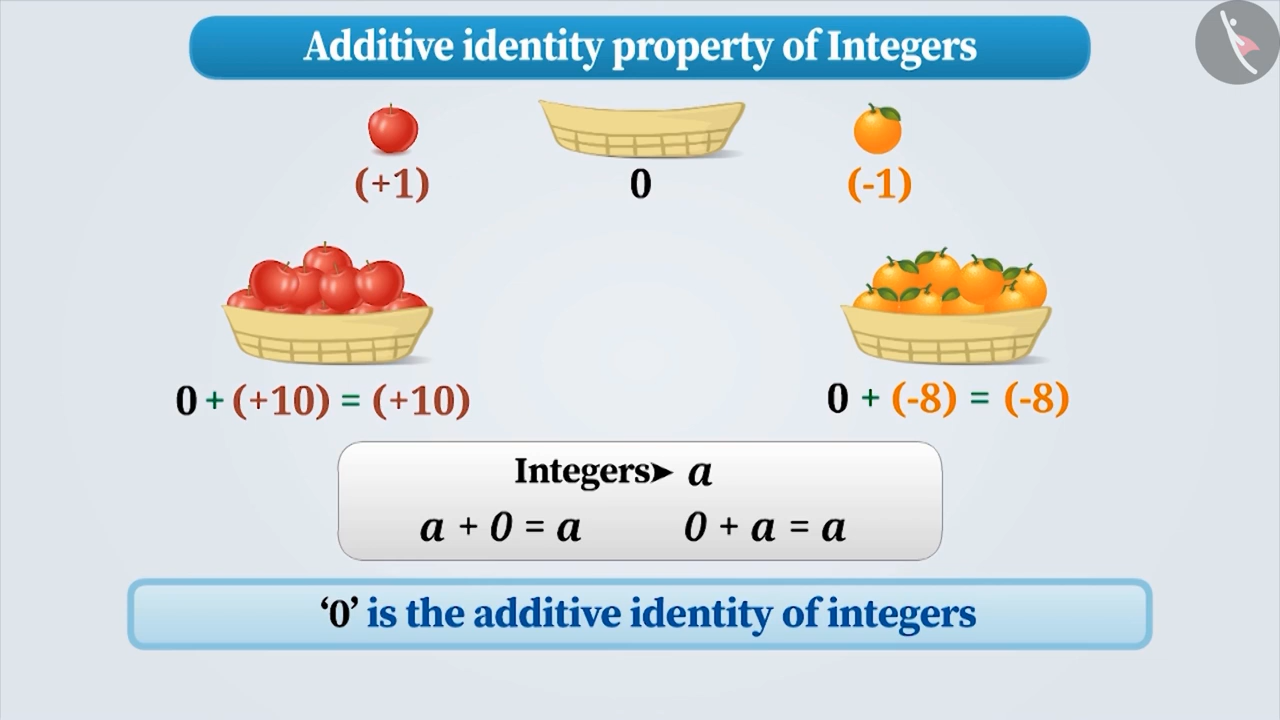 Additive identity property of Integers
(+1)
0
(-1)
0 + (+10) = (+10)
0 + (-8) = (-8)
Integers➤ a
a + 0 = a
0 + a = a
‘0’ is the additive identity of integers